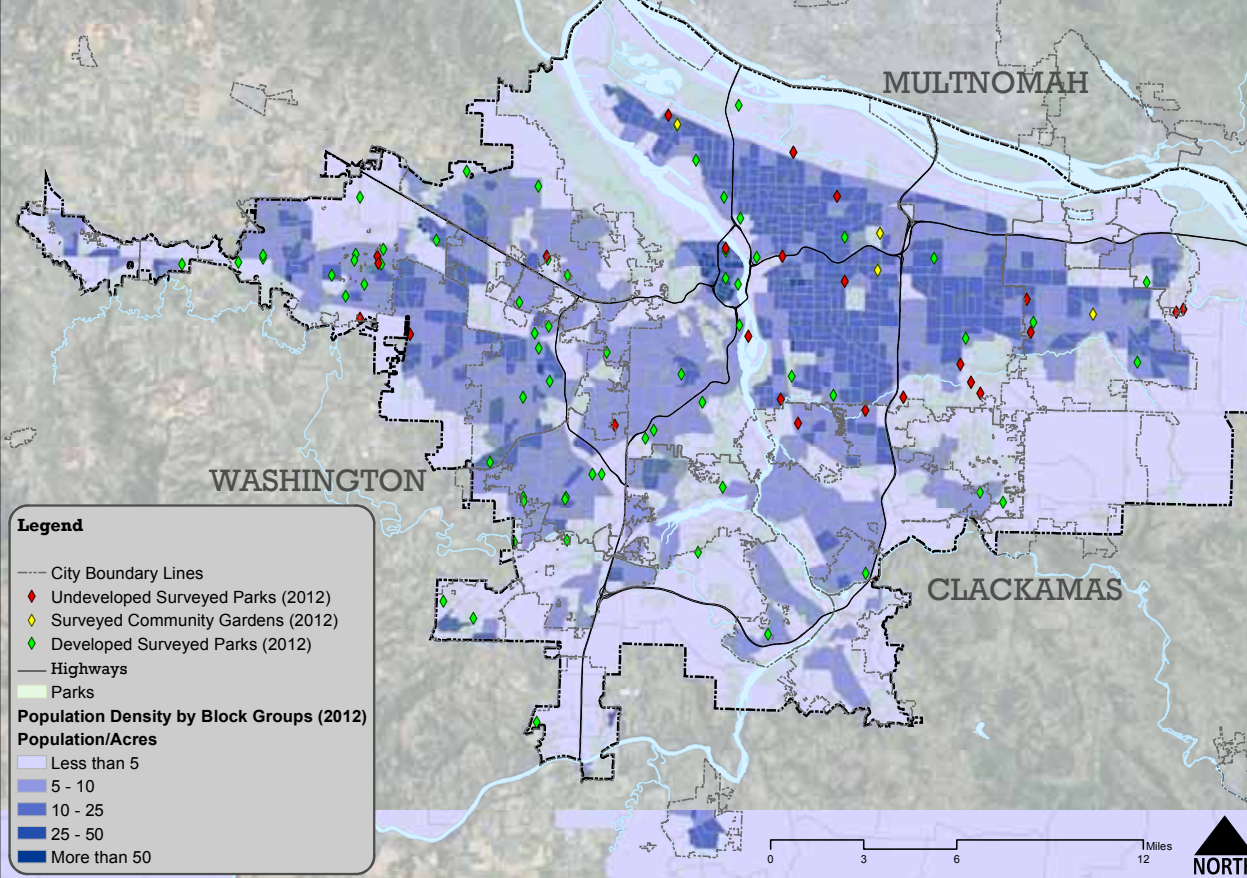 MULTNOMAH
WASHINGTON
CLACKAMAS
Legend
City Boundary Lines
Undeveloped Surveyed Parks (2012)
Surveyed Community Gardens (2012)
Developed Surveyed Parks (2012)
Highways
Parks
Population Density by Block Groups (2012)
Population/Acres
Less than 5
5 - 10
10 - 25
25 - 50
More than 50
Miles
0 3 6 12
NORTH